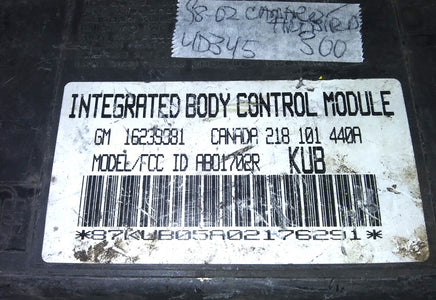 98-02 CAMARO/
FIREBIRD
4D345 500
INTEGRATED BODY CONTROL MODULE
GM 16239381 CANADA 218 101 440A
MODEL/FCC ID AB01702R KUB
*87KUB05A02176291*